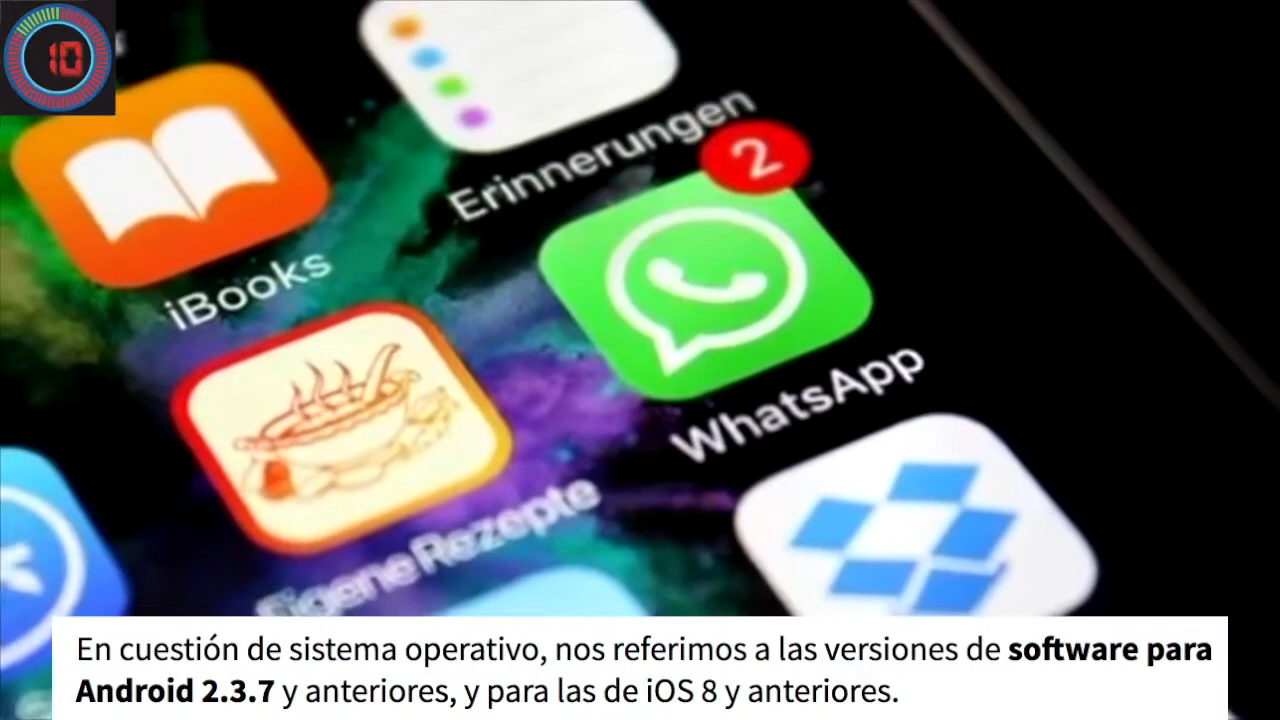 10
Erinnerungen
2
iBooks
WhatsApp
Eigene Rezepte
En cuestión de sistema operativo, nos referimos a las versiones de software para
Android 2.3.7 y anteriores, y para las de iOS 8 y anteriores.